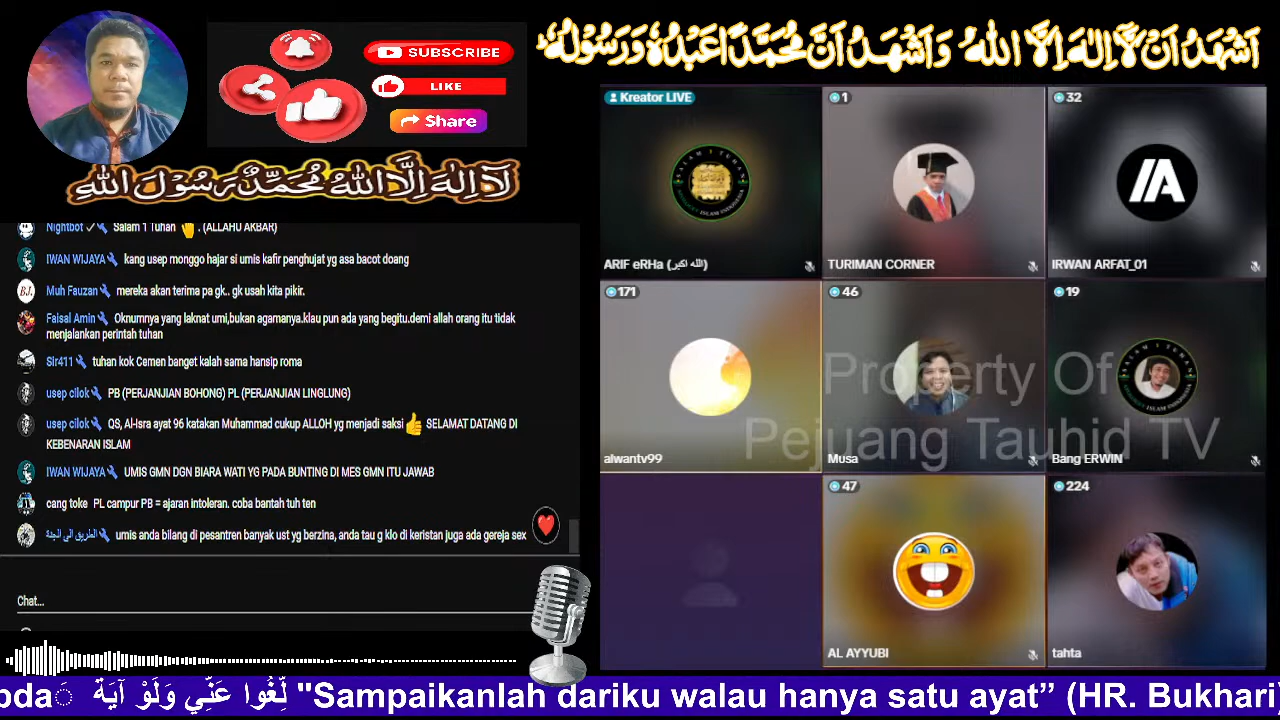 SUBSCRIBE
LIKE
Share
اَشْهَدُ اَنْ لَّا اِلٰهَ اِلَّا اللّٰهُ وَاَشْهَدُ اَنَّ مُحَمَّدًا عَبْدُهٗ وَرَسُوْلُهٗ
لَآ اِلٰهَ اِلَّا اللّٰهُ مُحَمَّدٌ رَسُوْلُ اللّٰهِ
Nightbot Salam 1 Tuhan 🤚 . (ALLAHU AKBAR)
IWAN WIJAYA kang usep monggo hajar si umis kafir penghujat yg asa bacot doang
Muh Fauzan mereka akan terima pa gk.. gk usah kita pikir.
Faisal Amin Oknumnya yang laknat umi,bukan agamanya.klau pun ada yang begitu.demi allah orang itu tidak
menjalankan perintah tuhan
Sir411 tuhan kok Cemen banget kalah sama hansip roma
usep cilok PB (PERJANJIAN BOHONG) PL (PERJANJIAN LINGLUNG)
usep cilok QS, Al-Isra ayat 96 katakan Muhammad cukup ALLOH yg menjadi saksi 👍 SELAMAT DATANG DI
KEBENARAN ISLAM
IWAN WIJAYA UMIS GMN DGN BIARA WATI YG PADA BUNTING DI MES GMN ITU JAWAB
cang toke PL campur PB = ajaran intoleran. coba bantah tuh ten
الطريق الى الجنة umis anda bilang di pesantren banyak ust yg berzina, anda tau g klo di keristan juga ada gereja sex
Chat...
Kreator LIVE
ARIF eRHa (الله اكبر)
1
TURIMAN CORNER
32
IRWAN ARFAT_01
171
alwantv99
46
Musa
19
Bang ERWIN
Property Of
Pejuang Tauhid TV
47
AL AYYUBI
224
tahta
لِّغُوا عَنِّي وَلَوْ آيَةً "Sampaikanlah dariku walau hanya satu ayat” (HR. Bukhari)